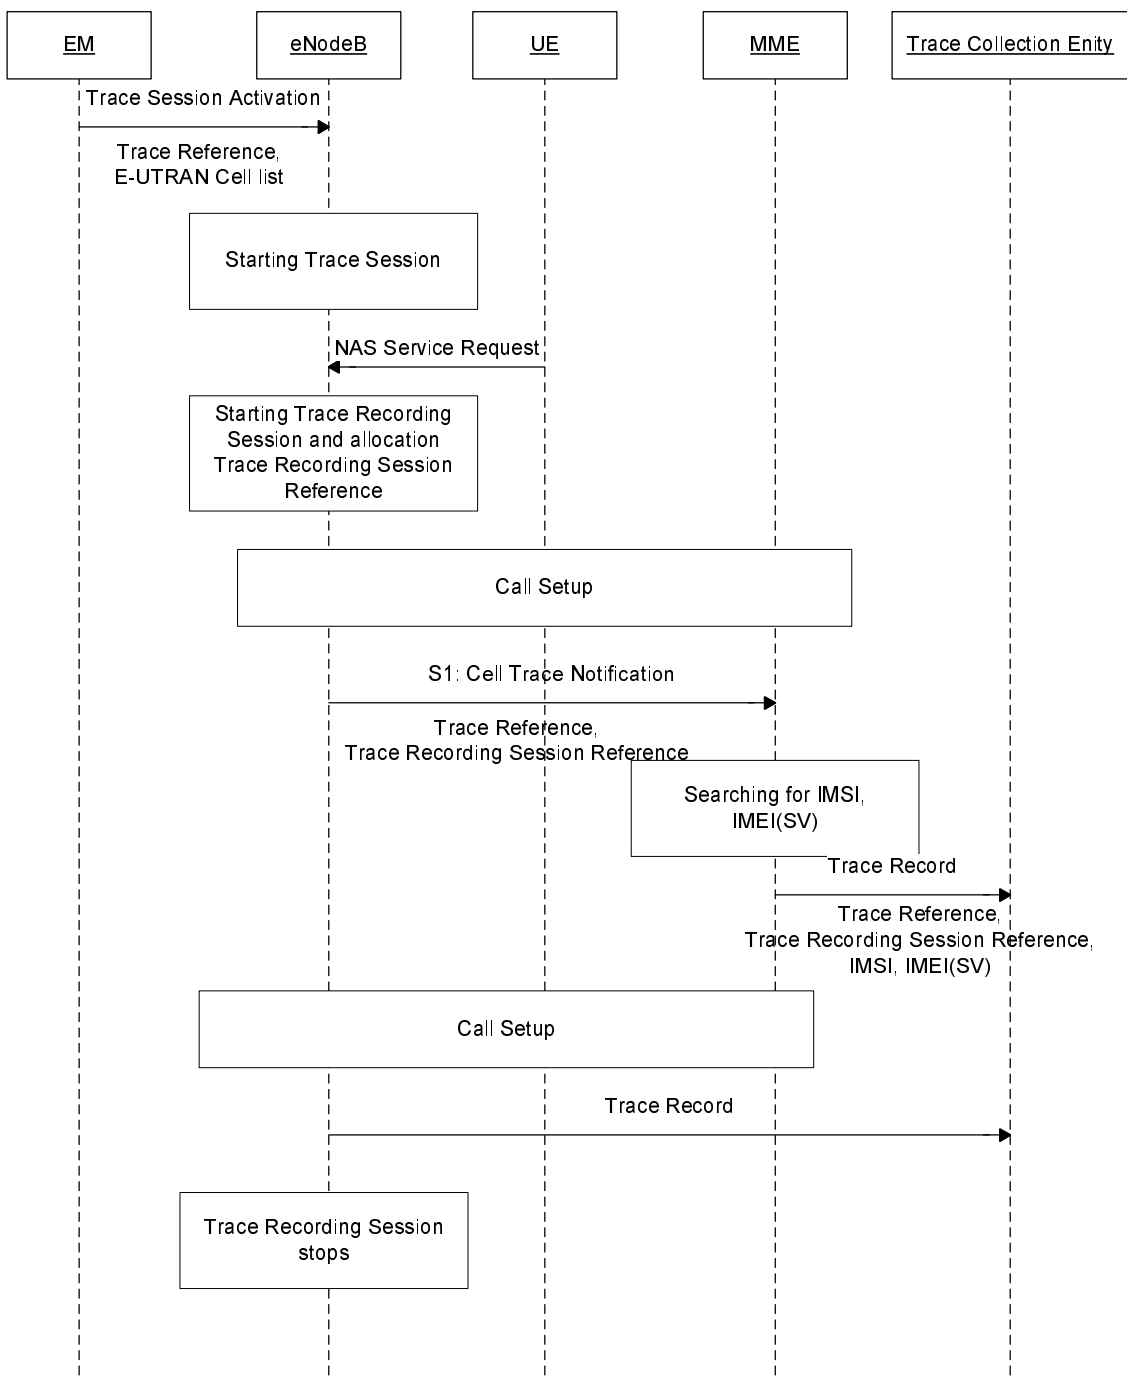 EM
eNodeB
UE
MME
Trace Collection Enity
Trace Session Activation
Trace Reference,
E-UTRAN Cell list
Starting Trace Session
NAS Service Request
Starting Trace Recording
Session and allocation
Trace Recording Session
Reference
Call Setup
S1: Cell Trace Notification
Trace Reference,
Trace Recording Session Reference
Searching for IMSI,
IMEI(SV)
Trace Record
Trace Reference,
Trace Recording Session Reference,
IMSI, IMEI(SV)
Call Setup
Trace Record
Trace Recording Session
stops